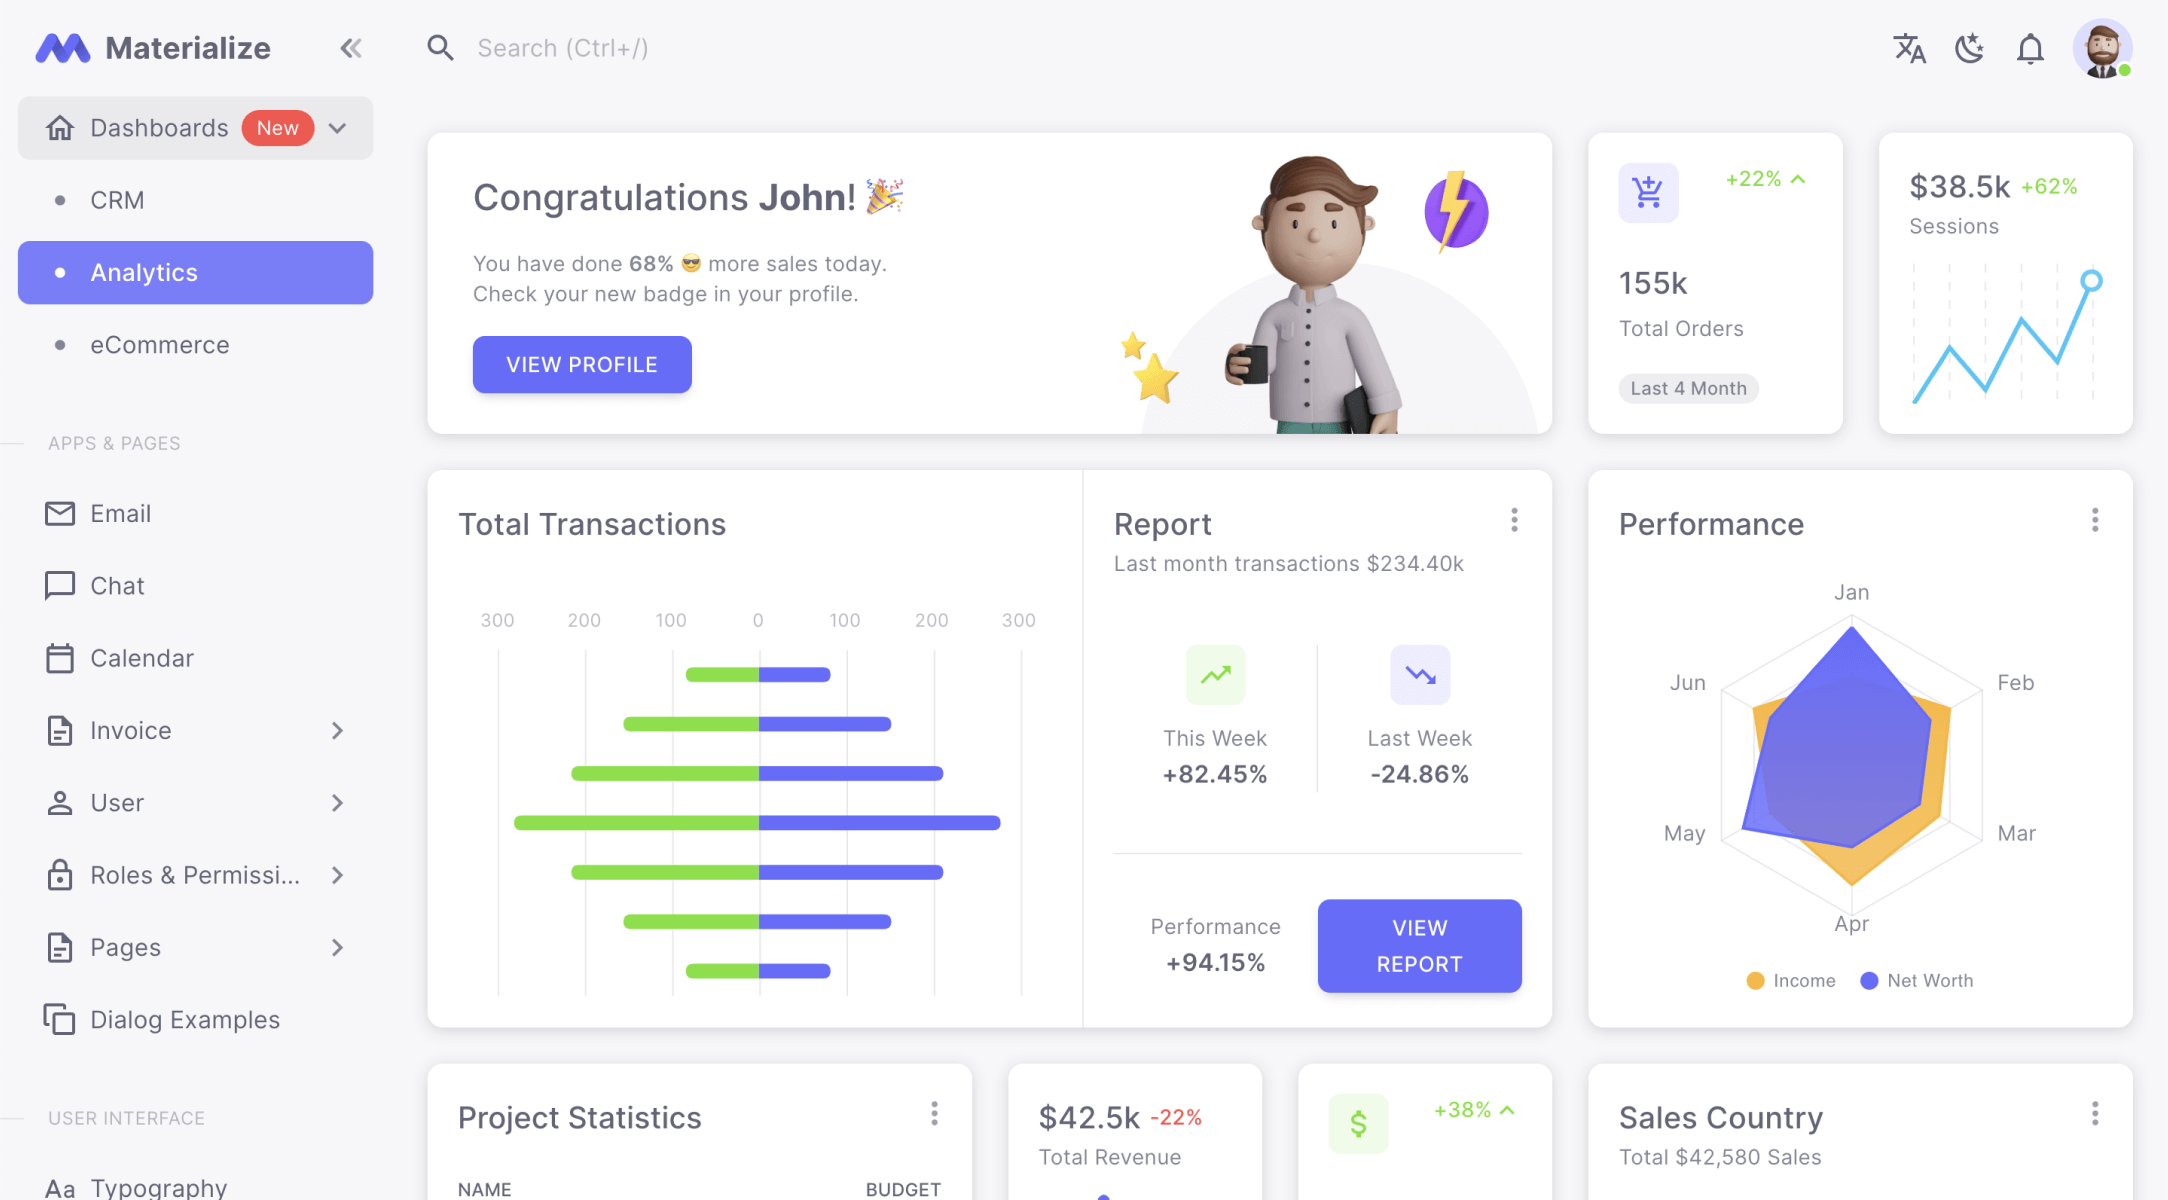 Materialize
Search (Ctrl+/)
Dashboards New
CRM
Analytics
eCommerce
APPS & PAGES
Email
Chat
Calendar
Invoice
User
Roles & Permissi...
Pages
Dialog Examples
USER INTERFACE
Aa Typography
Congratulations John! 🎉
You have done 68% 😎 more sales today.
Check your new badge in your profile.
VIEW PROFILE
+22%
155k
Total Orders
Last 4 Month
$38.5k +62%
Sessions
Total Transactions
300 200 100 0 100 200 300
Report
Last month transactions $234.40k
This Week
+82.45%
Last Week
-24.86%
Performance
+94.15%
VIEW
REPORT
Performance
Jan
Feb
Mar
Apr
May
Jun
Income
Net Worth
Project Statistics
NAME BUDGET
$42.5k -22%
Total Revenue
$
+38%
Sales Country
Total $42,580 Sales